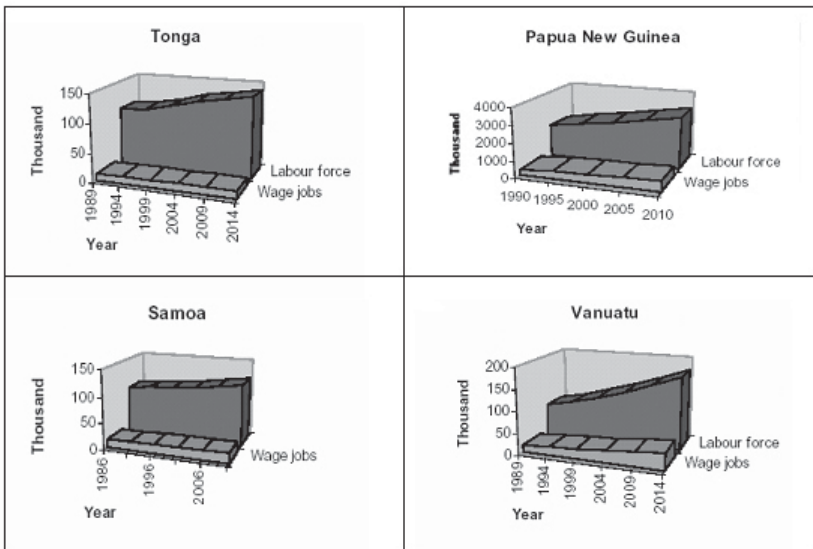 Tonga
150
100
50
0
Thousand
1989
1994
1999
2004
2009
2014
Year
Labour force
Wage jobs
Papua New Guinea
4000
3000
2000
1000
0
Thousand
1990
1995
2000
2005
2010
Year
Labour force
Wage jobs
Samoa
150
100
50
0
Thousand
1986
1996
2006
Year
Wage jobs
Vanuatu
200
150
100
50
0
Thousand
1989
1994
1999
2004
2009
2014
Year
Labour force
Wage jobs